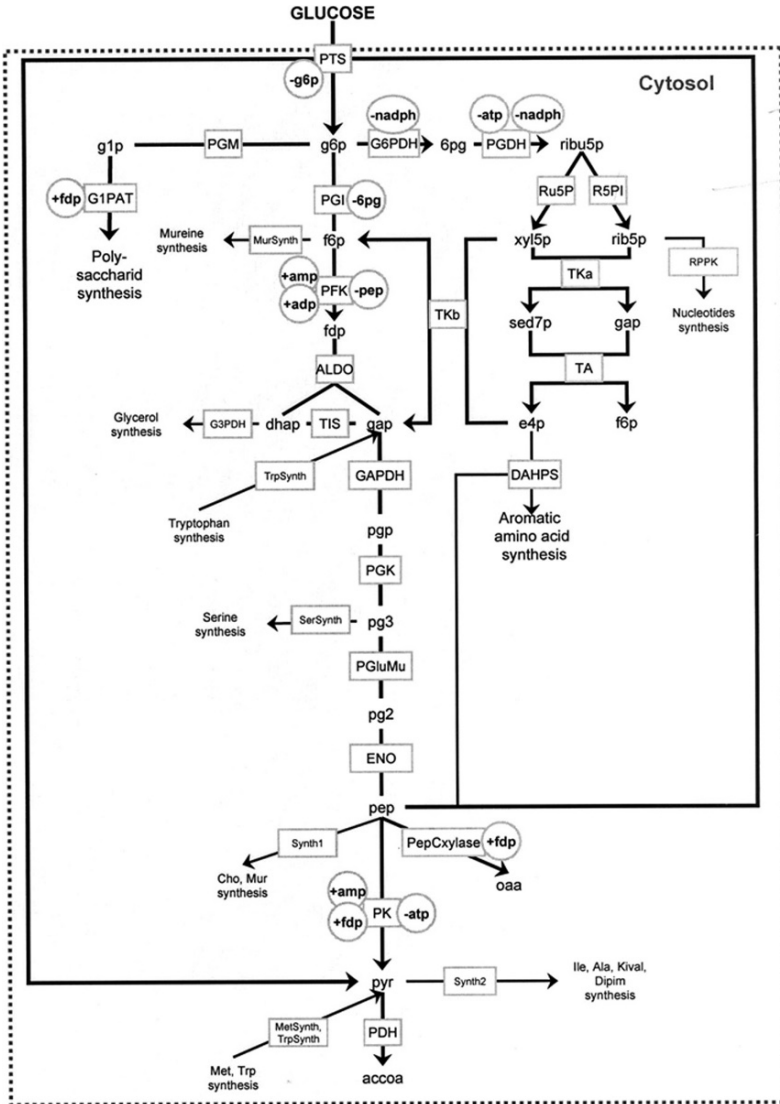 GLUCOSE
PTS
-g6p
Cytosol
-nadph
-atp
-nadph
g1p
PGM
g6p
G6PDH
6pg
PGDH
ribu5p
+fdp
G1PAT
PGI
-6pg
Ru5P
R5PI
Poly-
saccharid
synthesis
Mureine
synthesis
MurSynth
f6p
xyl5p
rib5p
RPPK
+amp
PFK
-pep
+adp
TKa
Nucleotides
synthesis
fdp
TKb
sed7p
gap
ALDO
TA
Glycerol
synthesis
G3PDH
dhap
TIS
gap
e4p
f6p
TrpSynth
GAPDH
DAHPS
Tryptophan
synthesis
pgp
Aromatic
amino acid
synthesis
PGK
Serine
synthesis
SerSynth
pg3
PGluMu
pg2
ENO
pep
Synth1
PepCxylase
+fdp
Cho, Mur
synthesis
oaa
+amp
PK
-atp
+fdp
pyr
Synth2
Ile, Ala, Kival,
Dipim
synthesis
MetSynth,
TrpSynth
PDH
Met, Trp
synthesis
accoa